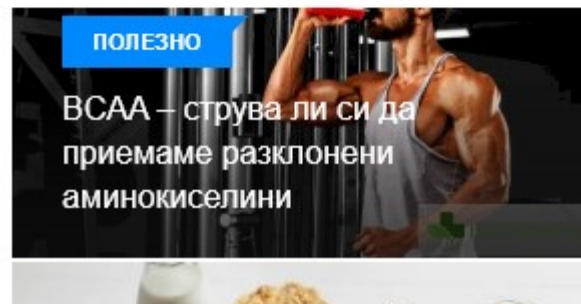 ПОЛЕЗНО
BCAA – струва ли си да
приемаме разклонени
аминокиселини